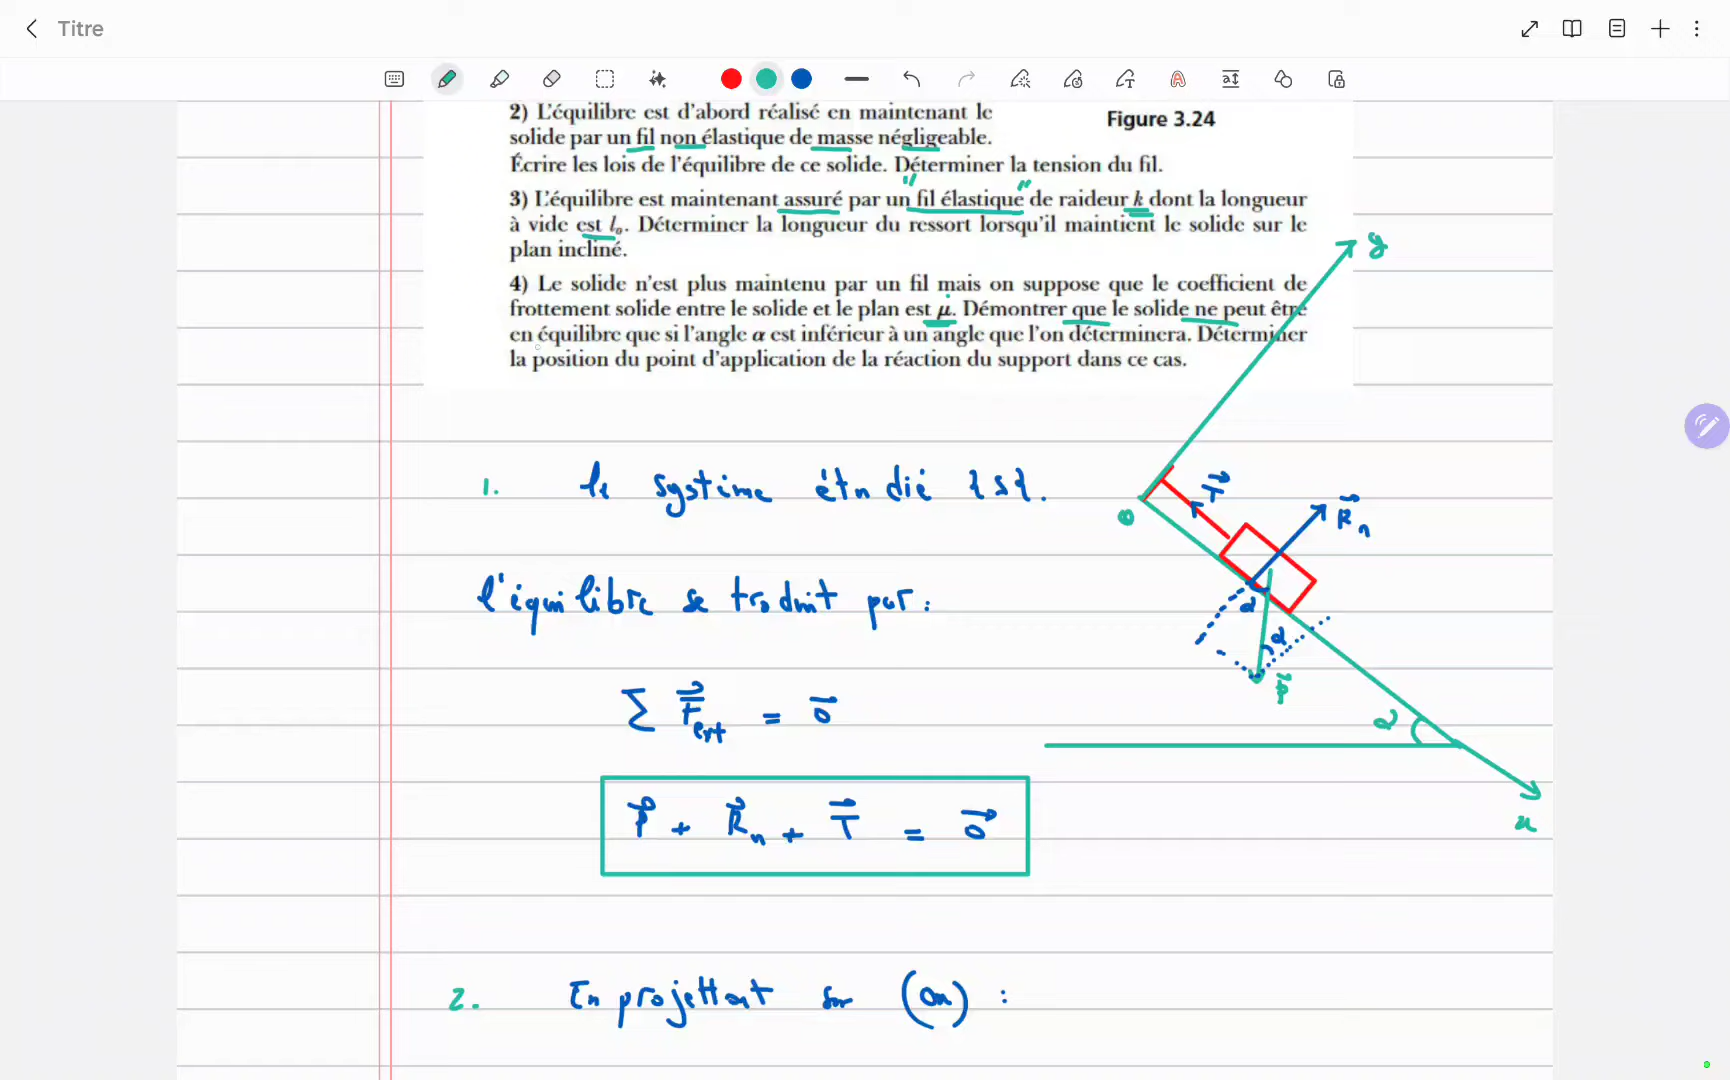 Titre
2) L'équilibre est d'abord réalisé en maintenant le
solide par un fil non élastique de masse négligeable.
Figure 3.24
Écrire les lois de l'équilibre de ce solide. Déterminer la tension du fil.
3) L'équilibre est maintenant assuré par un " fil élastique " de raideur k dont la longueur
à vide est l₀. Déterminer la longueur du ressort lorsqu'il maintient le solide sur le
plan incliné.
4) Le solide n'est plus maintenu par un fil mais on suppose que le coefficient de
frottement solide entre le solide et le plan est μ. Démontrer que le solide ne peut être
en équilibre que si l'angle α est inférieur à un angle que l'on déterminera. Déterminer
la position du point d'application de la réaction du support dans ce cas.
y
1. le système étudié {s}.
T⃗
R⃗n
O
l'équilibre se traduit par :
α
α
P⃗
Σ F⃗ext = 0⃗
α
P⃗ + R⃗n + T⃗ = 0⃗
x
2. En projettant sur (ox) :